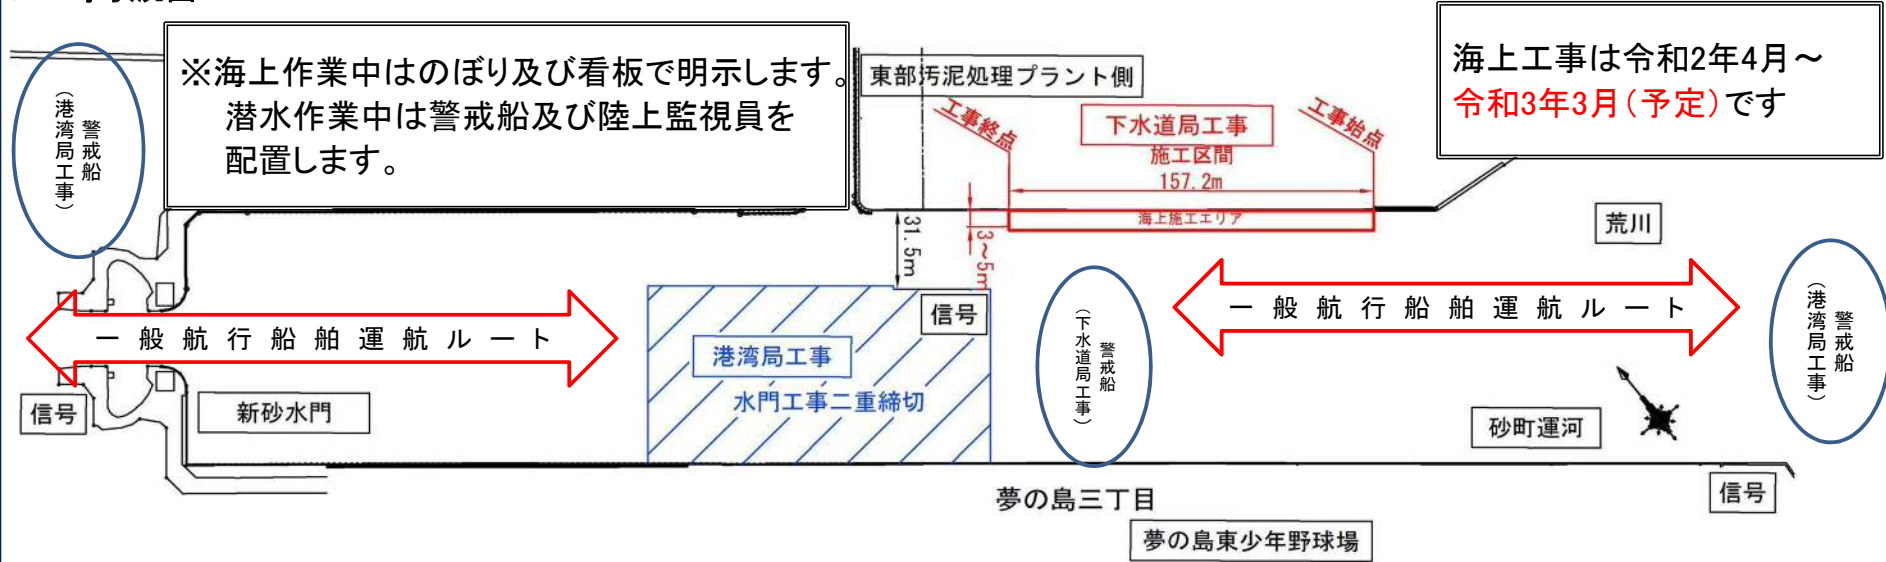 ※海上作業中はのぼり及び看板で明示します。
潜水作業中は警戒船及び陸上監視員を
配置します。
海上工事は令和2年4月～
令和3年3月(予定)です
東部汚泥処理プラント側
工事終点
下水道局工事
施工区間
157.2m
工事始点
海上施工エリア
31.5m
3～5m
荒川
警戒船
(港湾局工事)
一般航行船舶運航ルート
信号
新砂水門
港湾局工事
水門工事二重締切
信号
警戒船
(下水道局工事)
一般航行船舶運航ルート
警戒船
(港湾局工事)
砂町運河
信号
夢の島三丁目
夢の島東少年野球場